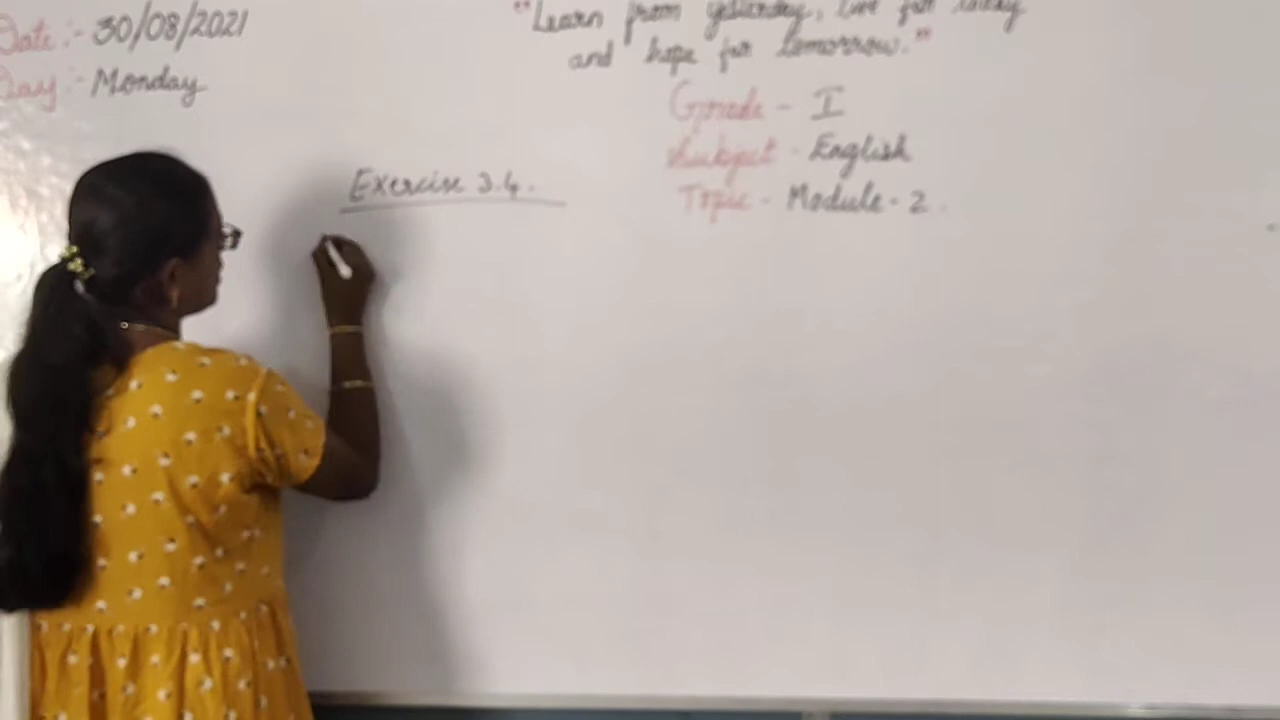 Date :- 30/08/2021
Day :- Monday
"Learn from yesterday, live for today
and hope for tomorrow."
Grade - I
Subject - English
Topic - Module - 2.
Exercise 3.4.